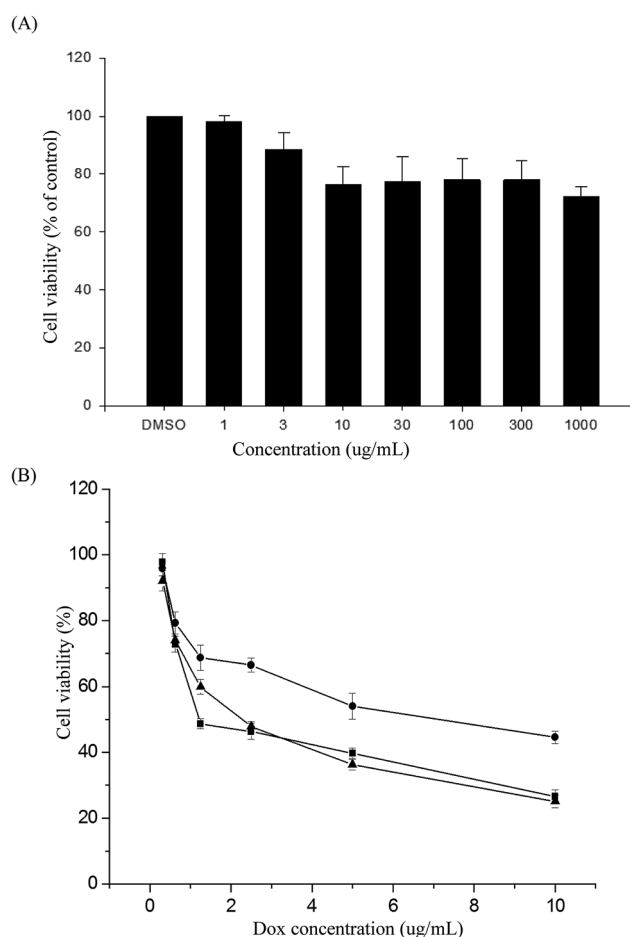 (A)
120
100
80
60
40
20
0
Cell viability (% of control)
DMSO 1 3 10 30 100 300 1000
Concentration (ug/mL)
(B)
120
100
80
60
40
20
0
Cell viability (%)
0 2 4 6 8 10
Dox concentration (ug/mL)